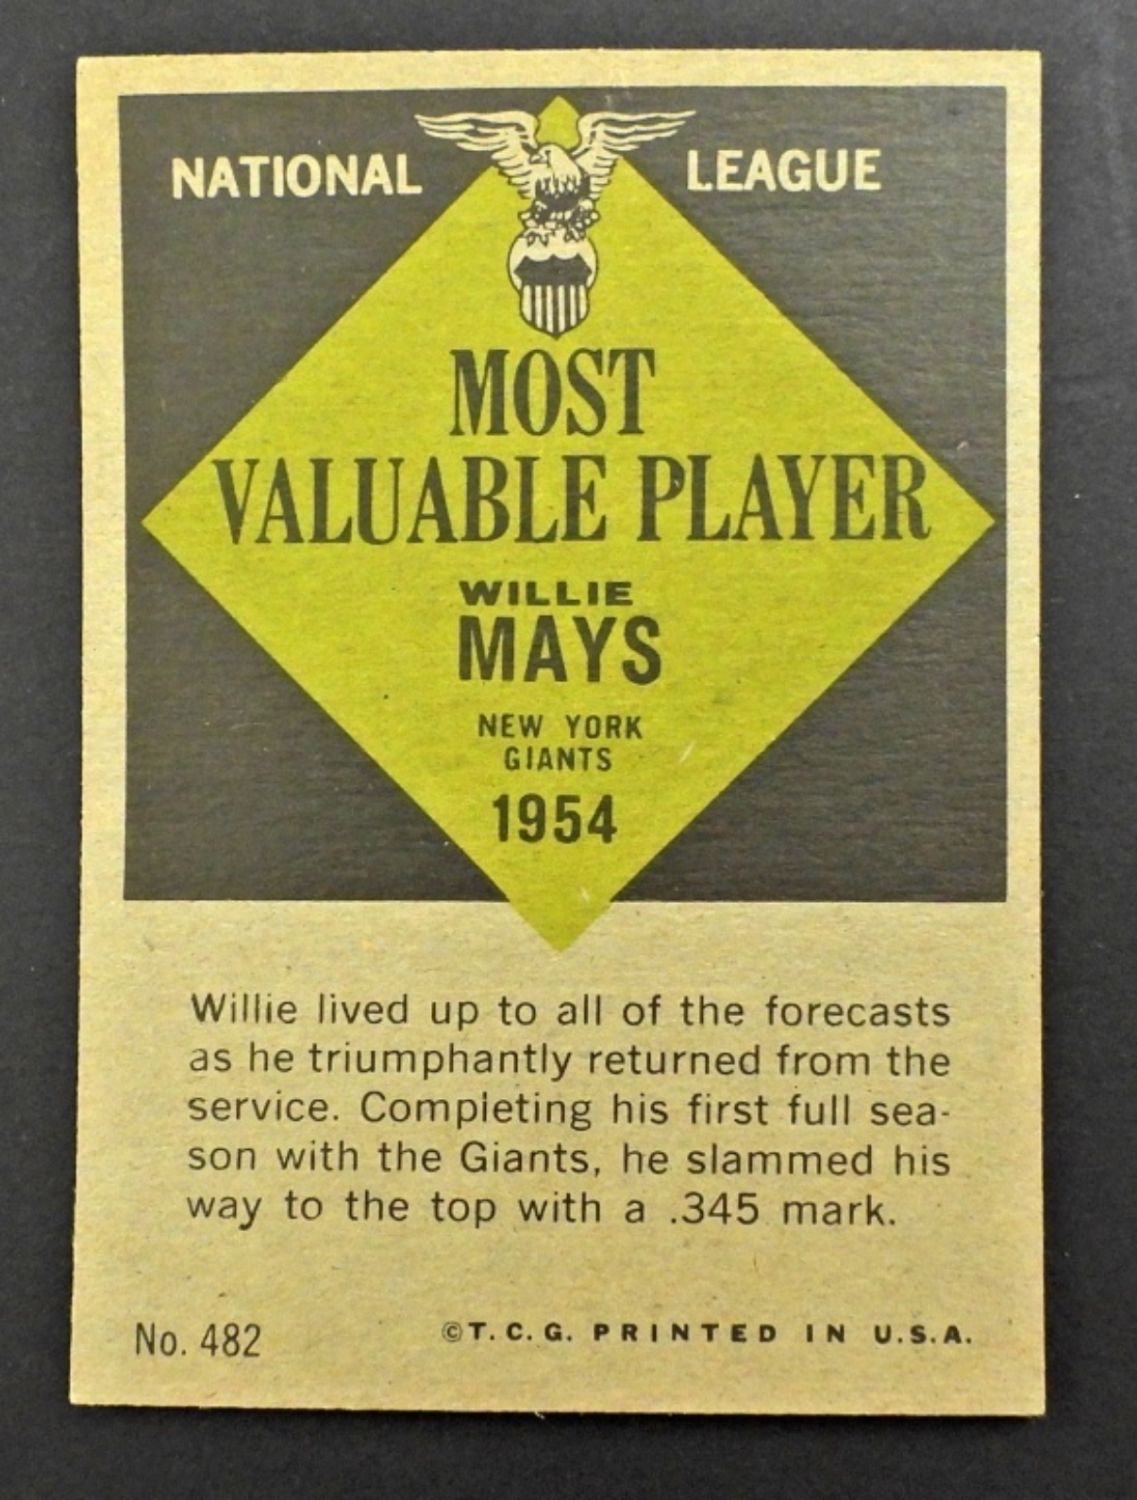 NATIONAL LEAGUE
MOST
VALUABLE PLAYER
WILLIE
MAYS
NEW YORK
GIANTS
1954
Willie lived up to all of the forecasts
as he triumphantly returned from the
service. Completing his first full sea-
son with the Giants, he slammed his
way to the top with a .345 mark.
No. 482 ©T. C. G. PRINTED IN U.S.A.